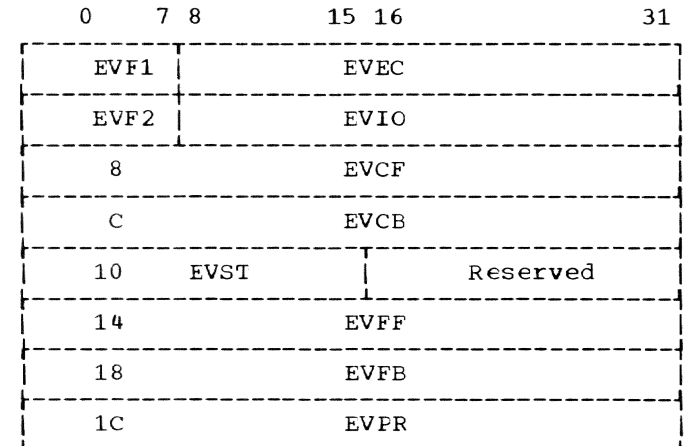 0 7 8 15 16 31
EVF1 EVEC
EVF2 EVIO
8 EVCF
C EVCB
10 EVST Reserved
14 EVFF
18 EVFB
1C EVPR